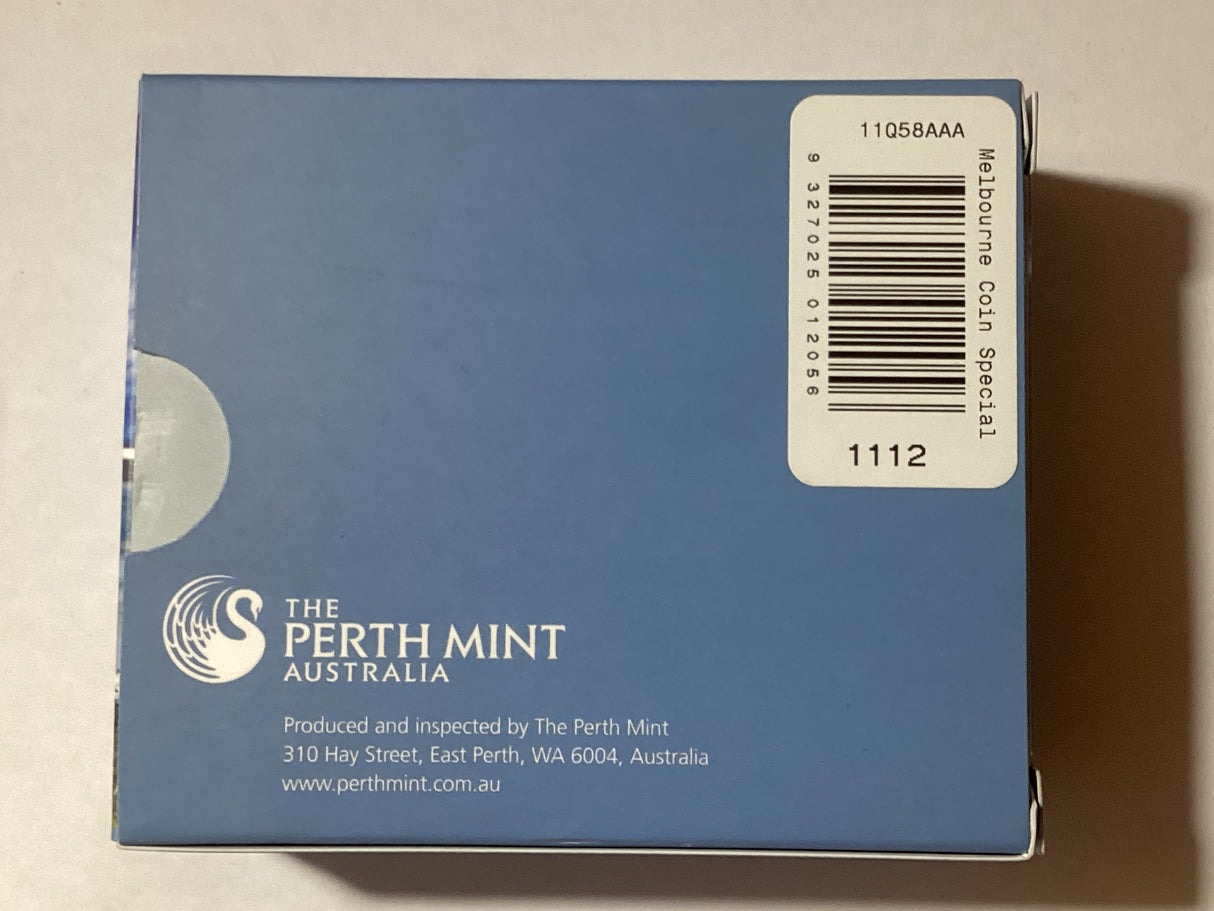 11Q58AAA
Melbourne Coin Special
9 327025 012056
1112
THE
PERTH MINT
AUSTRALIA
Produced and inspected by The Perth Mint
310 Hay Street, East Perth, WA 6004, Australia
www.perthmint.com.au